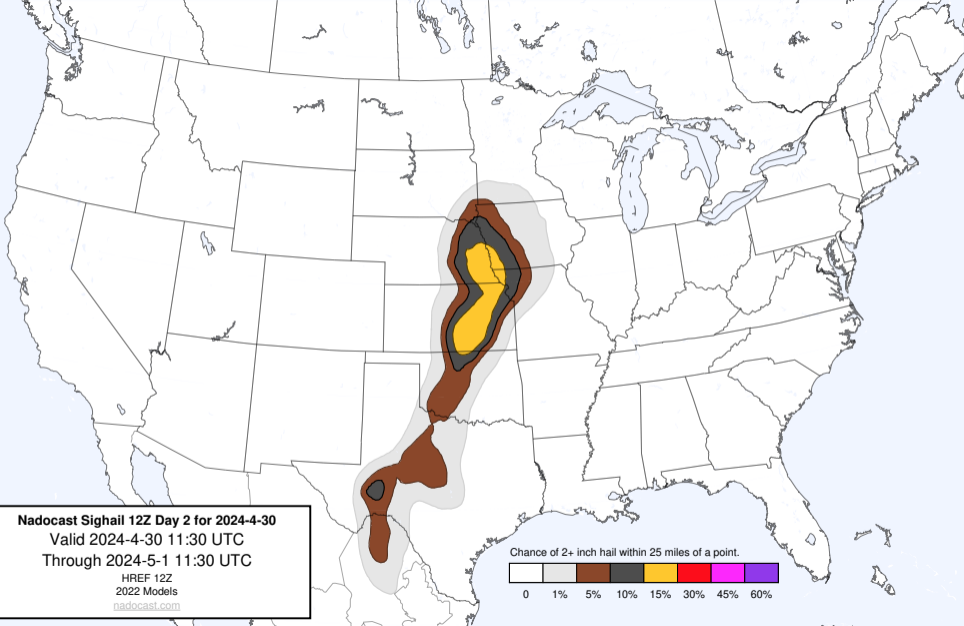 Nadocast Sighail 12Z Day 2 for 2024-4-30
Valid 2024-4-30 11:30 UTC
Through 2024-5-1 11:30 UTC
HREF 12Z
2022 Models
nadocast.com
Chance of 2+ inch hail within 25 miles of a point.
0 1% 5% 10% 15% 30% 45% 60%